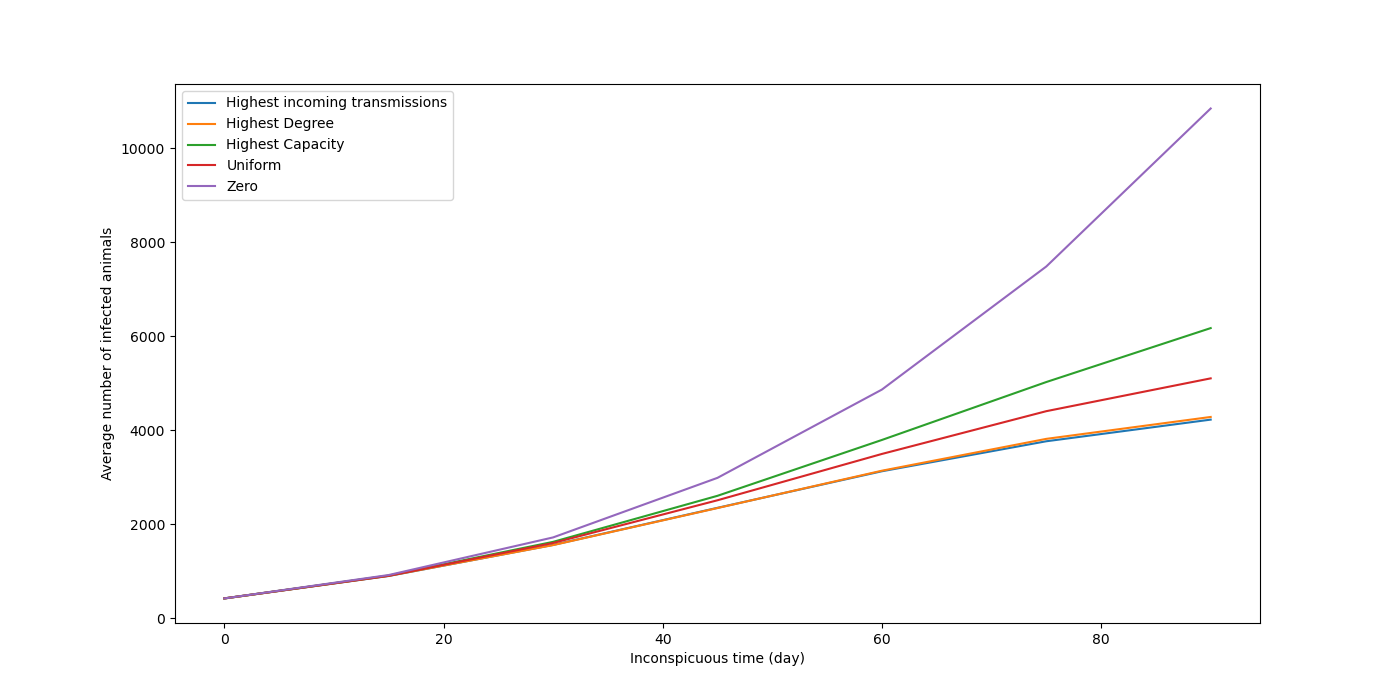 Highest incoming transmissions
Highest Degree
Highest Capacity
Uniform
Zero
Average number of infected animals
10000
8000
6000
4000
2000
0
0 20 40 60 80
Inconspicuous time (day)